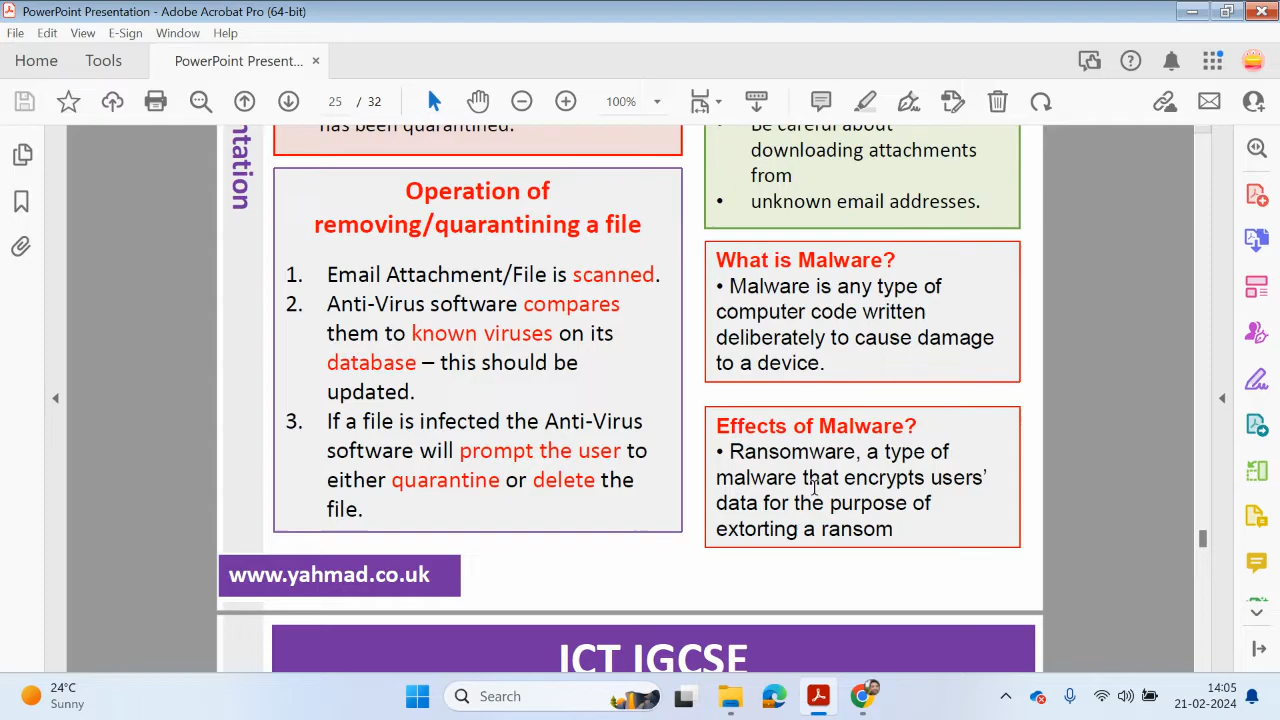 PowerPoint Presentation - Adobe Acrobat Pro (64-bit)
File Edit View E-Sign Window Help
Home Tools PowerPoint Present... ×
25 / 32 100%
ntation
has been quarantined.
Operation of
removing/quarantining a file
1. Email Attachment/File is scanned.
2. Anti-Virus software compares
them to known viruses on its
database – this should be
updated.
3. If a file is infected the Anti-Virus
software will prompt the user to
either quarantine or delete the
file.
• Be careful about
downloading attachments
from
• unknown email addresses.
What is Malware?
• Malware is any type of
computer code written
deliberately to cause damage
to a device.
Effects of Malware?
• Ransomware, a type of
malware that encrypts users’
data for the purpose of
extorting a ransom
www.yahmad.co.uk
ICT IGCSE
24°C
Sunny
Search
14:05
21-02-2024